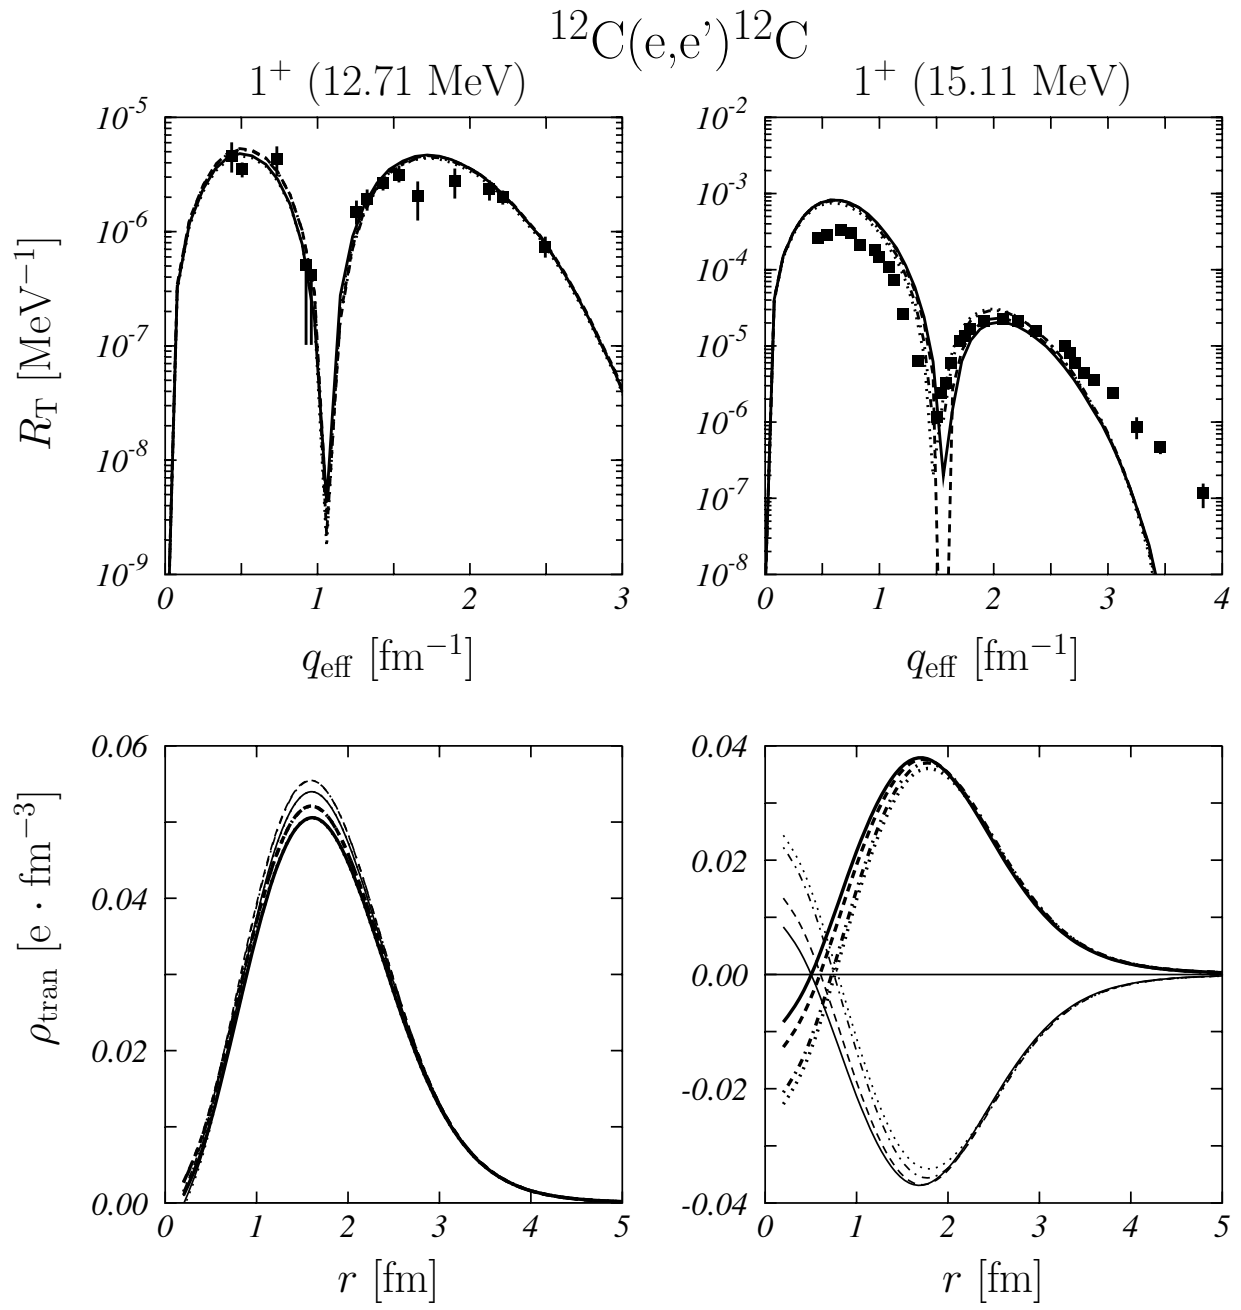 ¹²C(e,e’)¹²C
1⁺ (12.71 MeV)
1⁺ (15.11 MeV)
R_T [MeV⁻¹]
10⁻⁵
10⁻⁶
10⁻⁷
10⁻⁸
10⁻⁹
0 1 2 3
q_eff [fm⁻¹]
10⁻²
10⁻³
10⁻⁴
10⁻⁵
10⁻⁶
10⁻⁷
10⁻⁸
0 1 2 3 4
q_eff [fm⁻¹]
ρ_tran [e · fm⁻³]
0.06
0.04
0.02
0.00
0 1 2 3 4 5
r [fm]
0.04
0.02
0.00
-0.02
-0.04
0 1 2 3 4 5
r [fm]